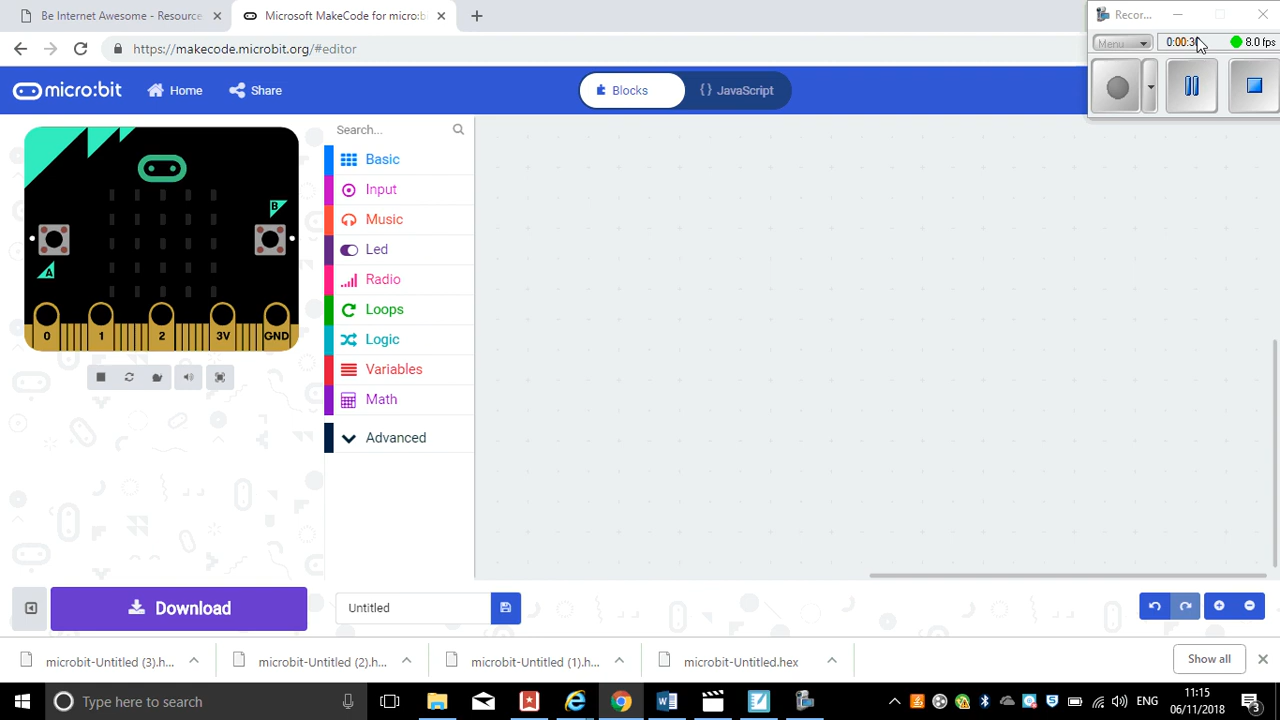 Be Internet Awesome - Resource
Microsoft MakeCode for micro:bi
Recor...
https://makecode.microbit.org/#editor
Menu
8.0 fps
micro:bit
Home
Share
Blocks
{} JavaScript
Search...
Basic
Input
Music
Led
Radio
Loops
Logic
Variables
Math
Advanced
B
A
0
1
2
3V
GND
Download
Untitled
microbit-Untitled (3).h...
microbit-Untitled (2).h...
microbit-Untitled (1).h...
microbit-Untitled.hex
Show all
Type here to search
ENG
11:15
06/11/2018
3